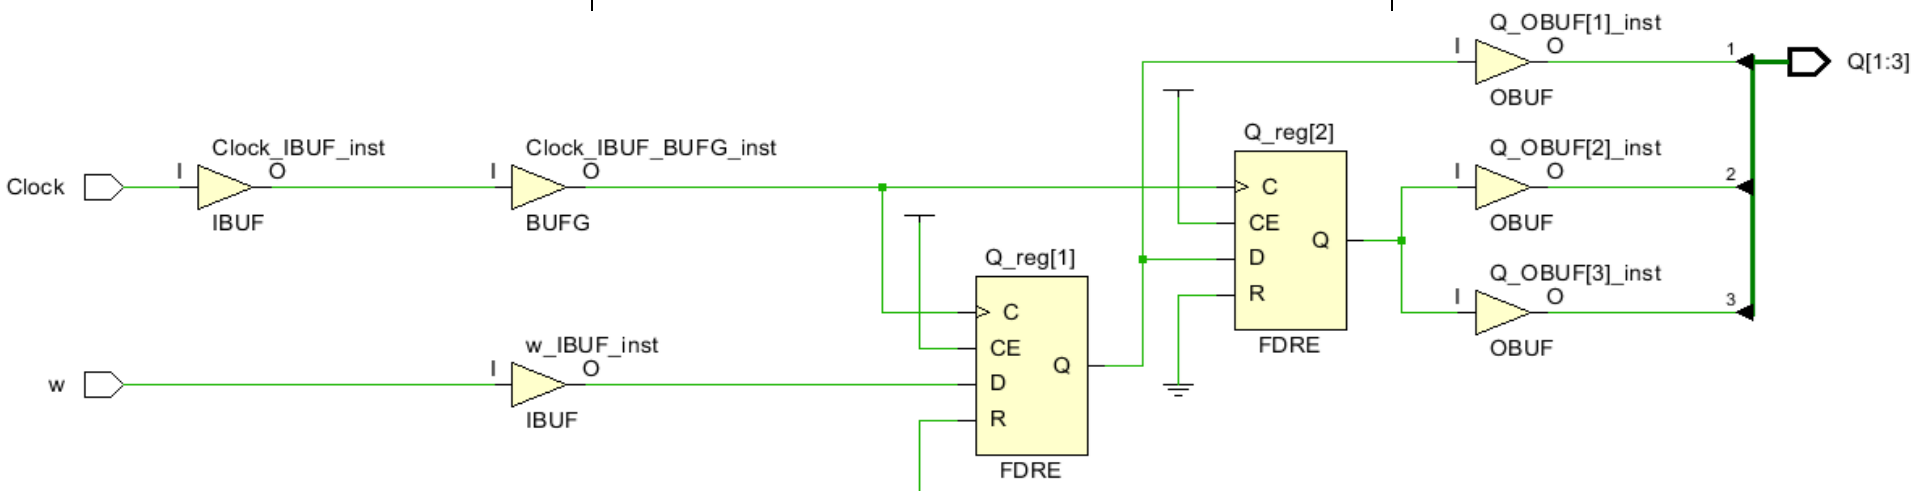 Q_OBUF[1]_inst
I
O
1
Q[1:3]
OBUF
Q_reg[2]
Clock_IBUF_inst
Clock_IBUF_BUFG_inst
Q_OBUF[2]_inst
I
O
I
O
I
O
2
Clock
C
IBUF
BUFG
CE
OBUF
Q
D
Q_reg[1]
Q_OBUF[3]_inst
R
I
O
3
C
w_IBUF_inst
CE
FDRE
OBUF
I
O
Q
w
D
IBUF
R
FDRE